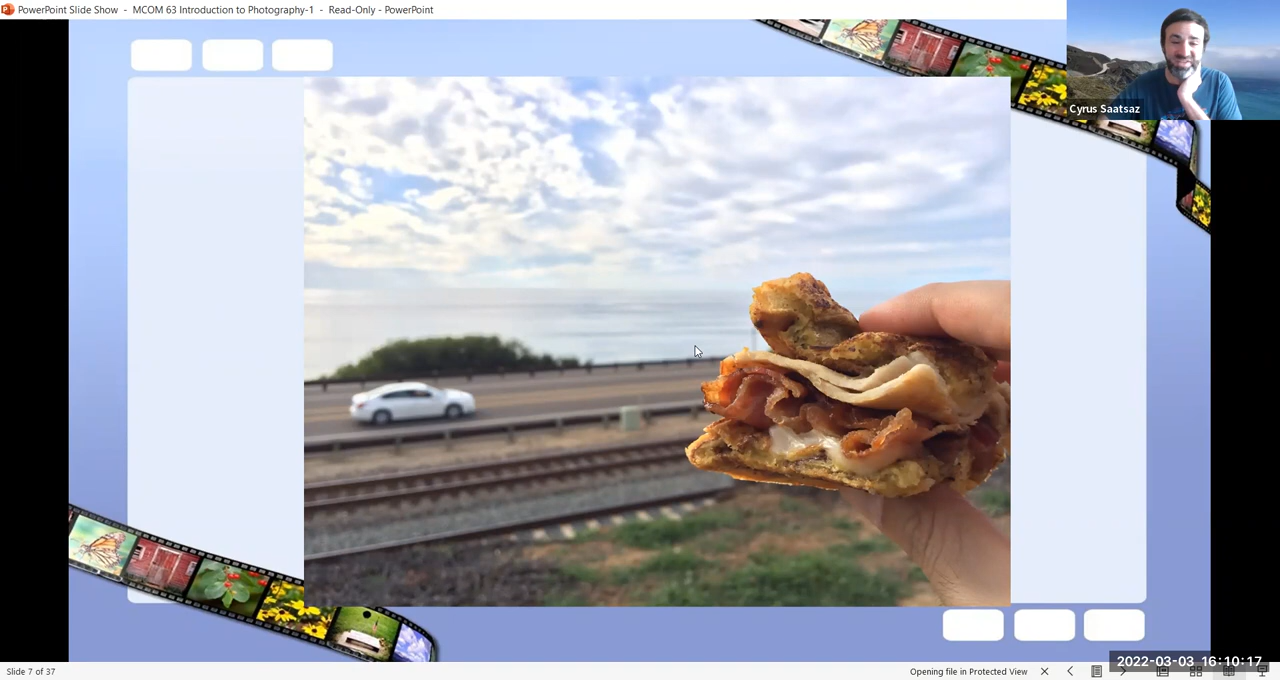 PowerPoint Slide Show - MCOM 63 Introduction to Photography-1 - Read-Only - PowerPoint
Cyrus Saatsaz
Slide 7 of 37
Opening file in Protected View
2022-03-03 16:10:17